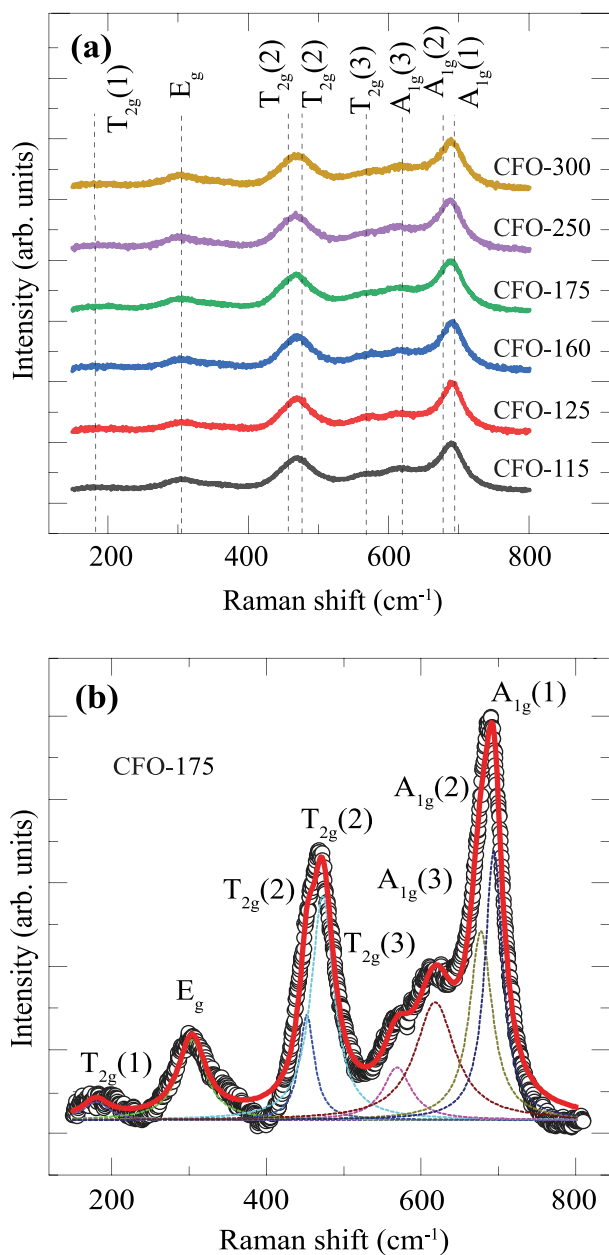 (a)
T2g(1)
Eg
T2g(2)
T2g(2)
T2g(3)
A1g(3)
A1g(2)
A1g(1)
CFO-300
CFO-250
CFO-175
CFO-160
CFO-125
CFO-115
Intensity (arb. units)
200 400 600 800
Raman shift (cm-1)
(b)
A1g(1)
CFO-175
A1g(2)
T2g(2)
T2g(2)
A1g(3)
T2g(3)
Eg
T2g(1)
Intensity (arb. units)
200 400 600 800
Raman shift (cm-1)